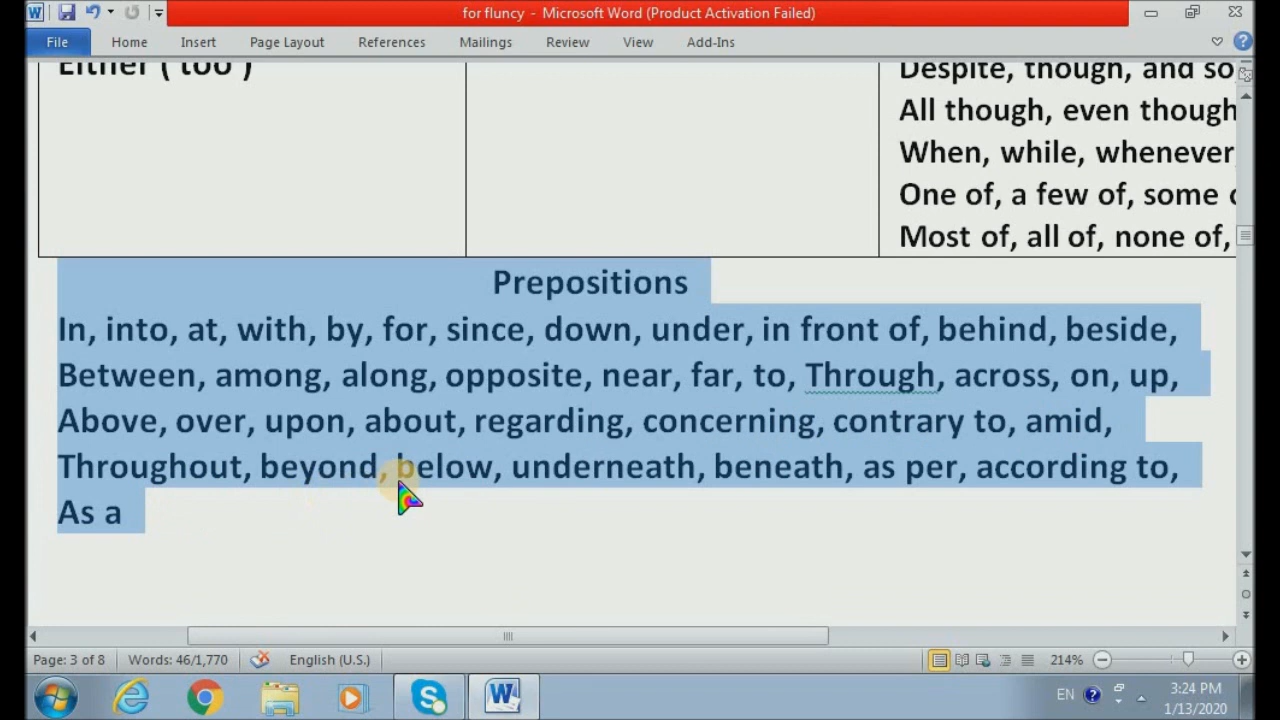 for fluncy - Microsoft Word (Product Activation Failed)
File Home Insert Page Layout References Mailings Review View Add-Ins
Either ( too )
Despite, though, and so
All though, even though
When, while, whenever,
One of, a few of, some
Most of, all of, none of,
Prepositions
In, into, at, with, by, for, since, down, under, in front of, behind, beside,
Between, among, along, opposite, near, far, to, Through, across, on, up,
Above, over, upon, about, regarding, concerning, contrary to, amid,
Throughout, beyond, below, underneath, beneath, as per, according to,
As a
Page: 3 of 8 Words: 46/1,770 English (U.S.) 214%
EN 3:24 PM
1/13/2020